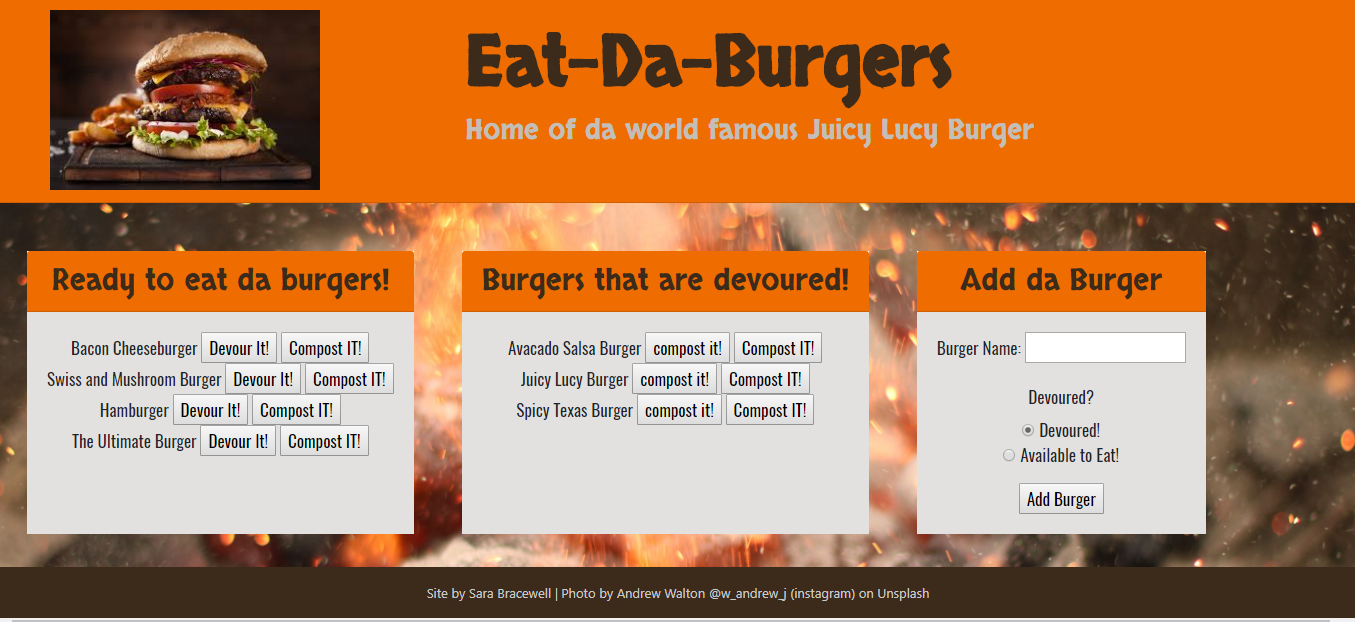 Eat-Da-Burgers
Home of da world famous Juicy Lucy Burger
Ready to eat da burgers!
Bacon Cheeseburger Devour It! Compost IT!
Swiss and Mushroom Burger Devour It! Compost IT!
Hamburger Devour It! Compost IT!
The Ultimate Burger Devour It! Compost IT!
Burgers that are devoured!
Avacado Salsa Burger compost it! Compost IT!
Juicy Lucy Burger compost it! Compost IT!
Spicy Texas Burger compost it! Compost IT!
Add da Burger
Burger Name:
Devoured?
Devoured!
Available to Eat!
Add Burger
Site by Sara Bracewell | Photo by Andrew Walton @w_andrew_j (instagram) on Unsplash